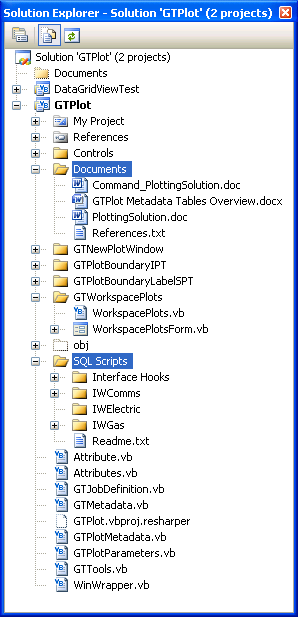 Solution Explorer - Solution 'GTPlot' (2 projects)
Solution 'GTPlot' (2 projects)
Documents
DataGridViewTest
GTPlot
My Project
References
Controls
Documents
Command_PlottingSolution.doc
GTPlot Metadata Tables Overview.docx
PlottingSolution.doc
References.txt
GTNewPlotWindow
GTPlotBoundaryIPT
GTPlotBoundaryLabelSPT
GTWorkspacePlots
WorkspacePlots.vb
WorkspacePlotsForm.vb
obj
SQL Scripts
Interface Hooks
IWComms
IWElectric
IWGas
Readme.txt
Attribute.vb
Attributes.vb
GTJobDefinition.vb
GTMetadata.vb
GTPlot.vbproj.resharper
GTPlotMetadata.vb
GTPlotParameters.vb
GTTools.vb
WinWrapper.vb